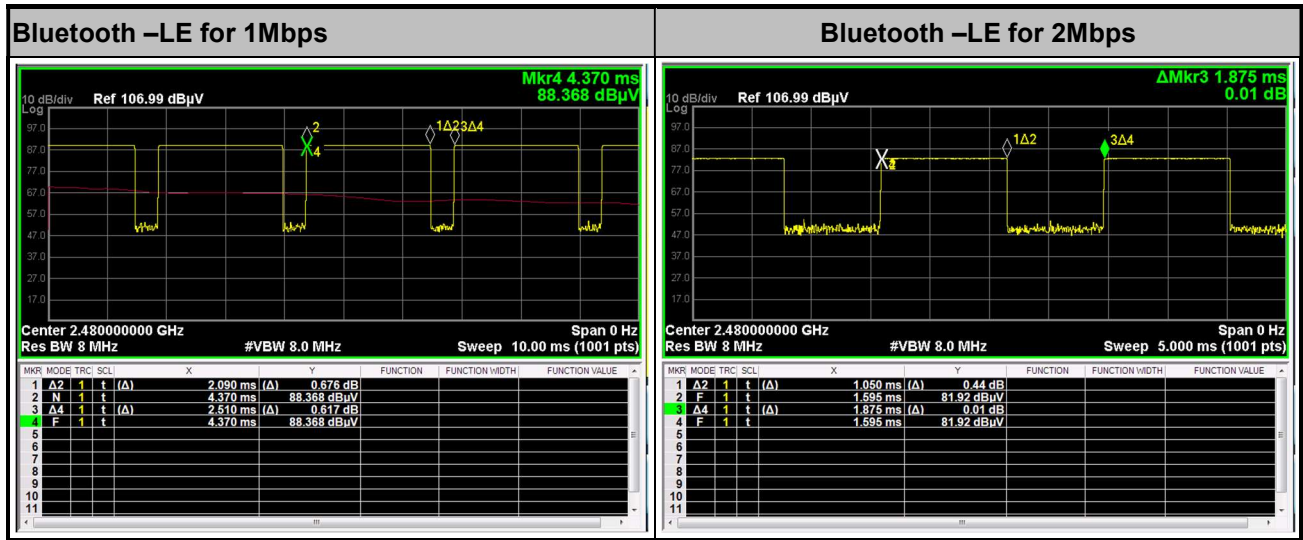 Bluetooth –LE for 1Mbps
Bluetooth –LE for 2Mbps
Mkr4 4.370 ms
88.368 dBµV
10 dB/div Ref 106.99 dBµV
Log
97.0
87.0
77.0
67.0
57.0
47.0
37.0
27.0
17.0
2
4
1Δ2 3Δ4
Center 2.480000000 GHz Span 0 Hz
Res BW 8 MHz #VBW 8.0 MHz Sweep 10.00 ms (1001 pts)
MKR MODE TRC SCL X Y FUNCTION FUNCTION WIDTH FUNCTION VALUE
1 Δ2 1 t (Δ) 2.090 ms (Δ) 0.676 dB
2 N 1 t 4.370 ms 88.368 dBµV
3 Δ4 1 t (Δ) 2.510 ms (Δ) 0.617 dB
4 F 1 t 4.370 ms 88.368 dBµV
5
6
7
8
9
10
11
ΔMkr3 1.875 ms
0.01 dB
10 dB/div Ref 106.99 dBµV
Log
97.0
87.0
77.0
67.0
57.0
47.0
37.0
27.0
17.0
1Δ2
3Δ4
Center 2.480000000 GHz Span 0 Hz
Res BW 8 MHz #VBW 8.0 MHz Sweep 5.000 ms (1001 pts)
MKR MODE TRC SCL X Y FUNCTION FUNCTION WIDTH FUNCTION VALUE
1 Δ2 1 t (Δ) 1.050 ms (Δ) 0.44 dB
2 F 1 t 1.595 ms 81.92 dBµV
3 Δ4 1 t (Δ) 1.875 ms (Δ) 0.01 dB
4 F 1 t 1.595 ms 81.92 dBµV
5
6
7
8
9
10
11